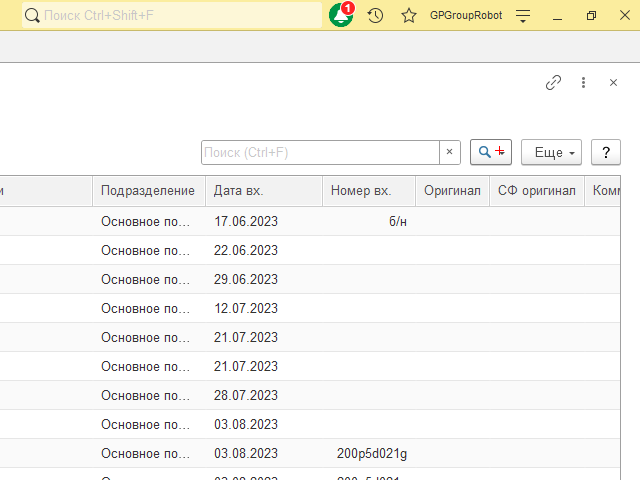 Поиск Ctrl+Shift+F 1 GPGroupRobot
Поиск (Ctrl+F) × Еще ?
и Подразделение Дата вх. Номер вх. Оригинал СФ оригинал Комм
Основное по... 17.06.2023 б/н
Основное по... 22.06.2023
Основное по... 29.06.2023
Основное по... 12.07.2023
Основное по... 21.07.2023
Основное по... 21.07.2023
Основное по... 28.07.2023
Основное по... 03.08.2023
Основное по... 03.08.2023 200p5d021g